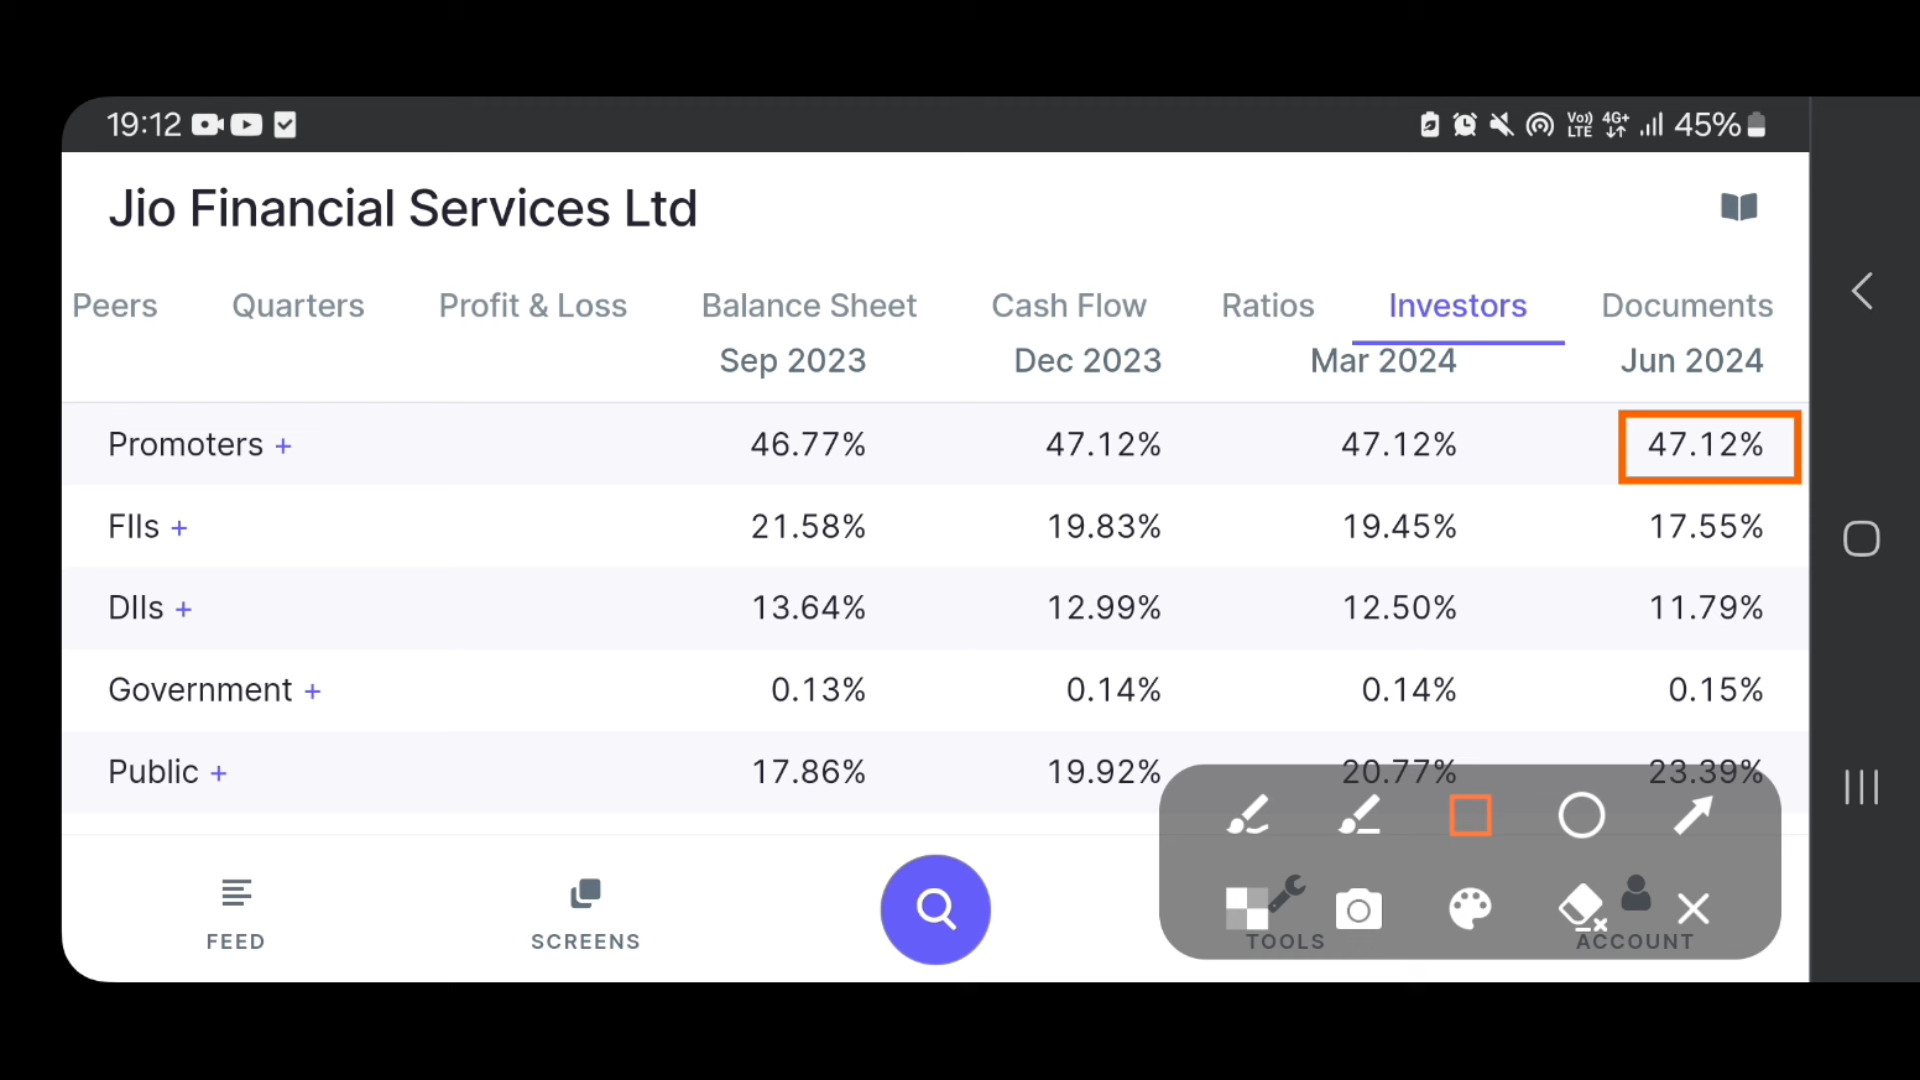 19:12 Vo)) LTE 4G+ 45%
Jio Financial Services Ltd
Peers Quarters Profit & Loss Balance Sheet Cash Flow Ratios Investors Documents
Sep 2023 Dec 2023 Mar 2024 Jun 2024
Promoters + 46.77% 47.12% 47.12% 47.12%
FIIs + 21.58% 19.83% 19.45% 17.55%
DIIs + 13.64% 12.99% 12.50% 11.79%
Government + 0.13% 0.14% 0.14% 0.15%
Public + 17.86% 19.92% 20.77% 23.39%
FEED SCREENS TOOLS ACCOUNT